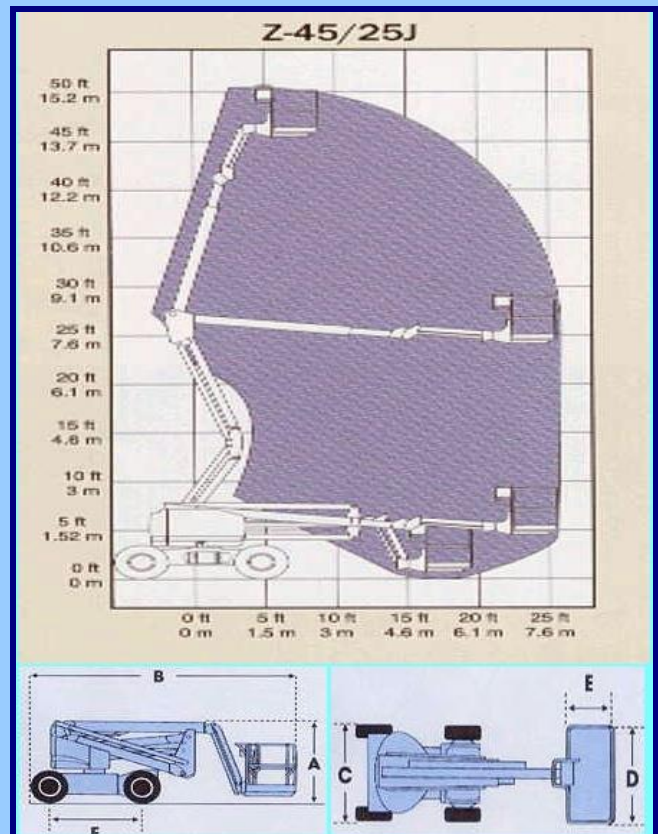 Z-45/25J
50 ft
15.2 m
45 ft
13.7 m
40 ft
12.2 m
35 ft
10.6 m
30 ft
9.1 m
25 ft
7.6 m
20 ft
6.1 m
15 ft
4.6 m
10 ft
3 m
5 ft
1.52 m
0 ft
0 m
0 ft 5 ft 10 ft 15 ft 20 ft 25 ft
0 m 1.5 m 3 m 4.6 m 6.1 m 7.6 m
B
A
F
E
C
D